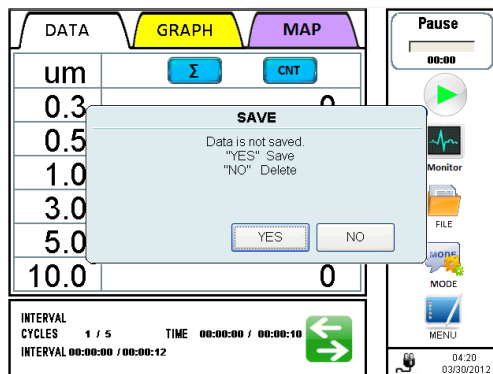 DATA
GRAPH
MAP
um
Σ
CNT
0.3
0
0.5
1.0
3.0
5.0
10.0
0
SAVE
Data is not saved.
"YES" Save
"NO" Delete
YES
NO
INTERVAL
CYCLES 1 / 5 TIME 00:00:00 / 00:00:10
INTERVAL 00:00:00 / 00:00:12
Pause
00:00
Monitor
FILE
MODE
MODE
MENU
04:20
03/30/2012